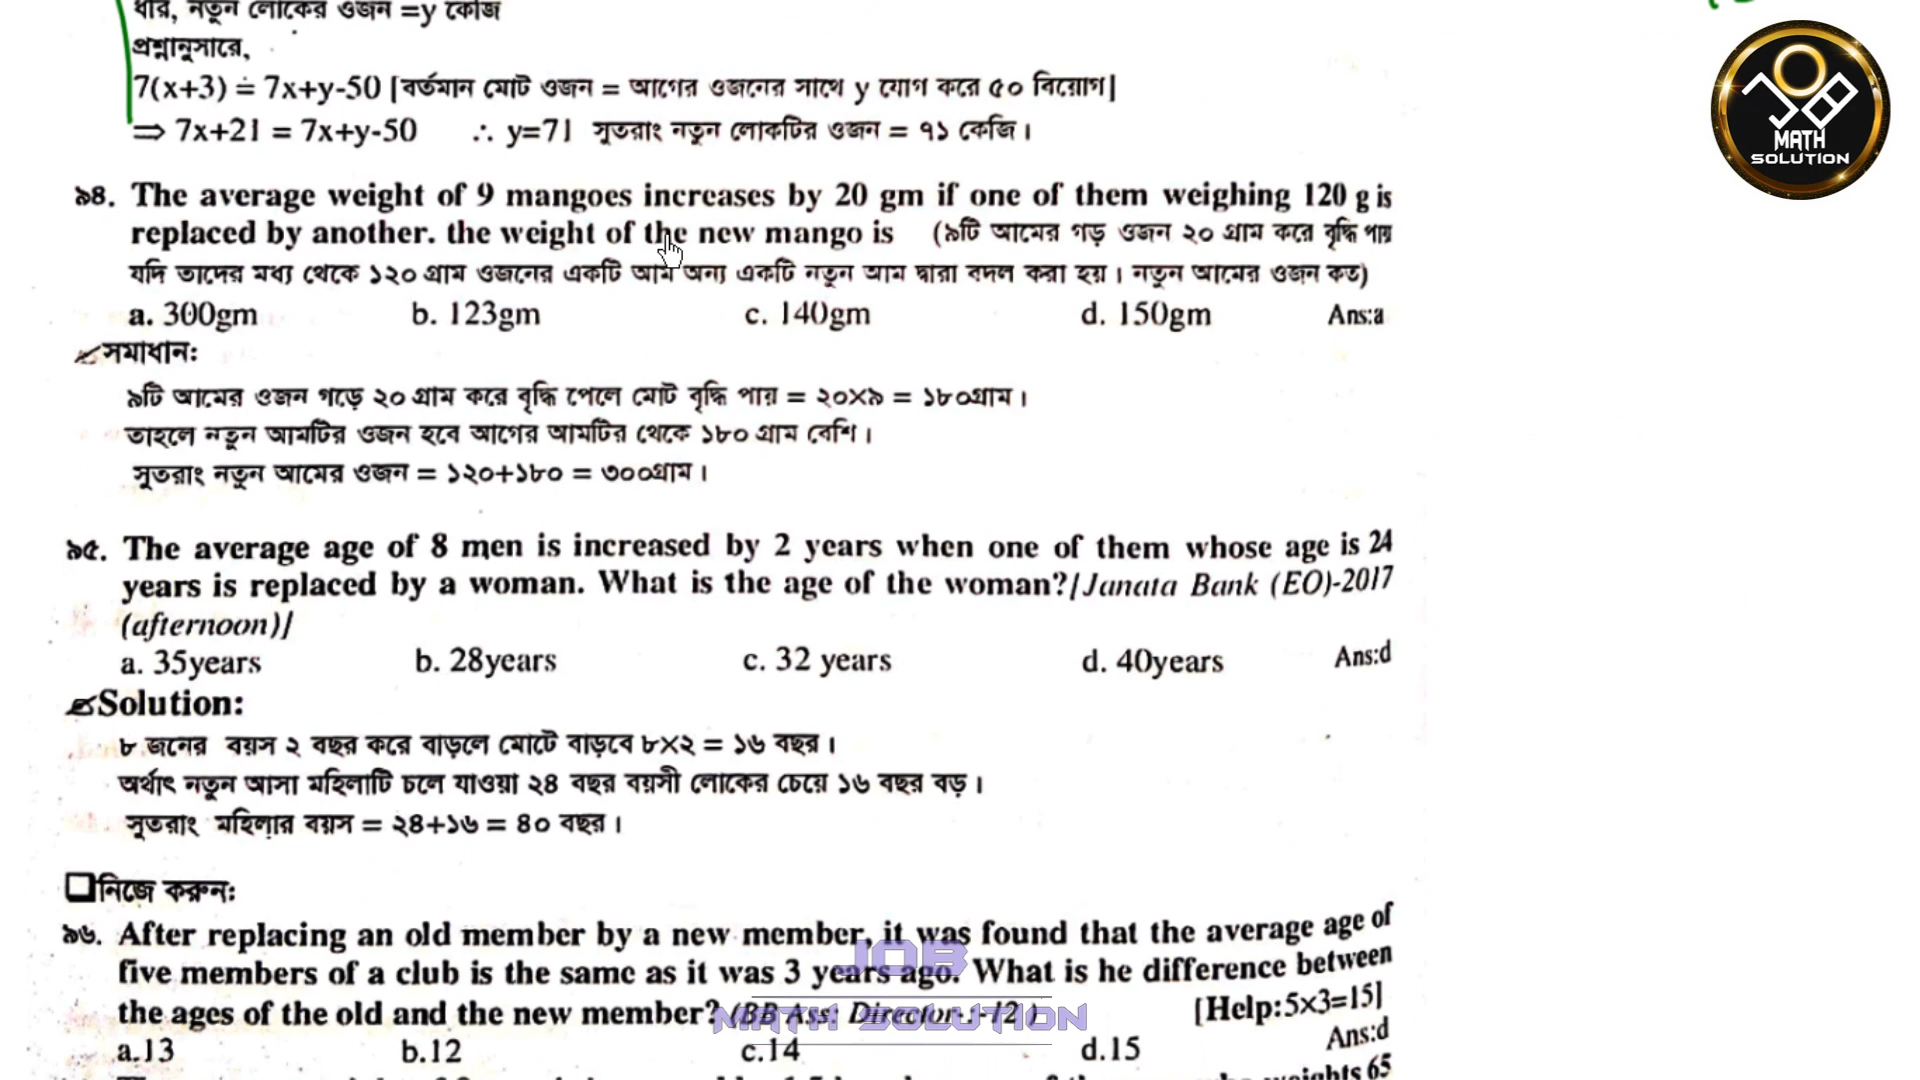 ধরি, নতুন লোকের ওজন =y কেজি
প্রশ্নানুসারে,
7(x+3) = 7x+y-50 [বর্তমান মোট ওজন = আগের ওজনের সাথে y যোগ করে ৫০ বিয়োগ]
⇒ 7x+21 = 7x+y-50 ∴ y=71 সুতরাং নতুন লোকটির ওজন = ৭১ কেজি।
MATH
SOLUTION
৯৪. The average weight of 9 mangoes increases by 20 gm if one of them weighing 120 g is
replaced by another. the weight of the new mango is (৯টি আমের গড় ওজন ২০ গ্রাম করে বৃদ্ধি পায়
যদি তাদের মধ্য থেকে ১২০ গ্রাম ওজনের একটি আম অন্য একটি নতুন আম দ্বারা বদল করা হয়। নতুন আমের ওজন কত)
a. 300gm b. 123gm c. 140gm d. 150gm Ans:a
সমাধান:
৯টি আমের ওজন গড়ে ২০ গ্রাম করে বৃদ্ধি পেলে মোট বৃদ্ধি পায় = ২০×৯ = ১৮০গ্রাম।
তাহলে নতুন আমটির ওজন হবে আগের আমটির থেকে ১৮০ গ্রাম বেশি।
সুতরাং নতুন আমের ওজন = ১২০+১৮০ = ৩০০গ্রাম।
৯৫. The average age of 8 men is increased by 2 years when one of them whose age is 24
years is replaced by a woman. What is the age of the woman?[Janata Bank (EO)-2017
(afternoon)]
a. 35years b. 28years c. 32 years d. 40years Ans:d
Solution:
৮ জনের বয়স ২ বছর করে বাড়লে মোটে বাড়বে ৮×২ = ১৬ বছর।
অর্থাৎ নতুন আসা মহিলাটি চলে যাওয়া ২৪ বছর বয়সী লোকের চেয়ে ১৬ বছর বড়।
সুতরাং মহিলার বয়স = ২৪+১৬ = ৪০ বছর।
নিজে করুন:
৯৬. After replacing an old member by a new member, it was found that the average age of
five members of a club is the same as it was 3 years ago. What is he difference between
the ages of the old and the new member? (BB Ass: Director-:-12 ) [Help:5×3=15]
JOB
MATH SOLUTION
a.13 b.12 c.14 d.15 Ans:d
weights 65